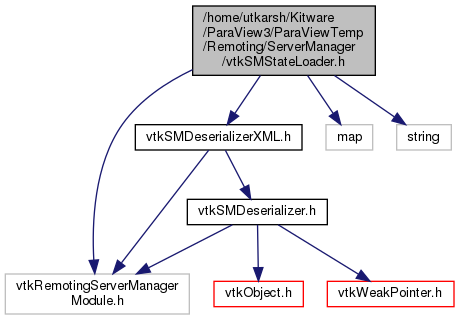 /home/utkarsh/Kitware
/ParaView3/ParaViewTemp
/Remoting/ServerManager
/vtkSMStateLoader.h
vtkSMDeserializerXML.h
map
string
vtkSMDeserializer.h
vtkRemotingServerManager
Module.h
vtkObject.h
vtkWeakPointer.h